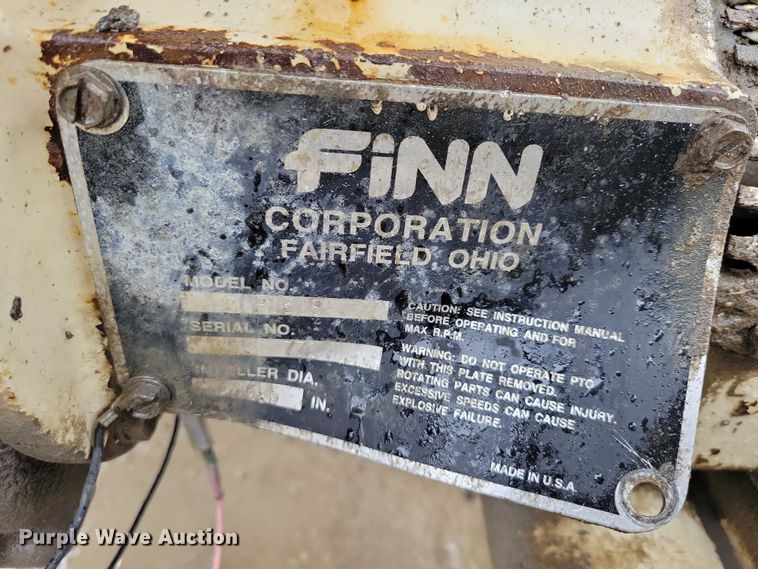 FINN
CORPORATION
FAIRFIELD, OHIO
MODEL NO.
SERIAL NO.
DIA.
IN.
CAUTION: SEE INSTRUCTION MANUAL
BEFORE OPERATING AND FOR
MAX R.P.M.
WARNING: DO NOT OPERATE PTO
WITH THIS PLATE REMOVED.
ROTATING PARTS CAN CAUSE INJURY.
EXCESSIVE SPEEDS CAN CAUSE
EXPLOSIVE FAILURE.
MADE IN U.S.A
Purple Wave Auction